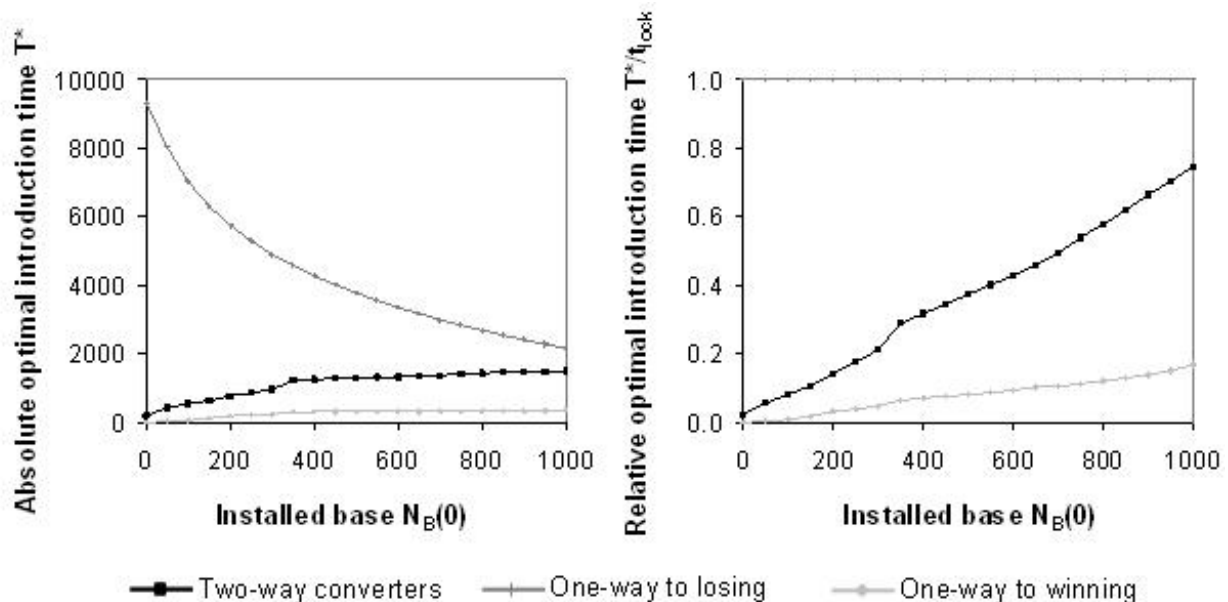 Absolute optimal introduction time T*
10000
8000
6000
4000
2000
0
0 200 400 600 800 1000
Installed base N_B(0)
Relative optimal introduction time T*/t_lock
1.0
0.8
0.6
0.4
0.2
0.0
0 200 400 600 800 1000
Installed base N_B(0)
Two-way converters One-way to losing One-way to winning